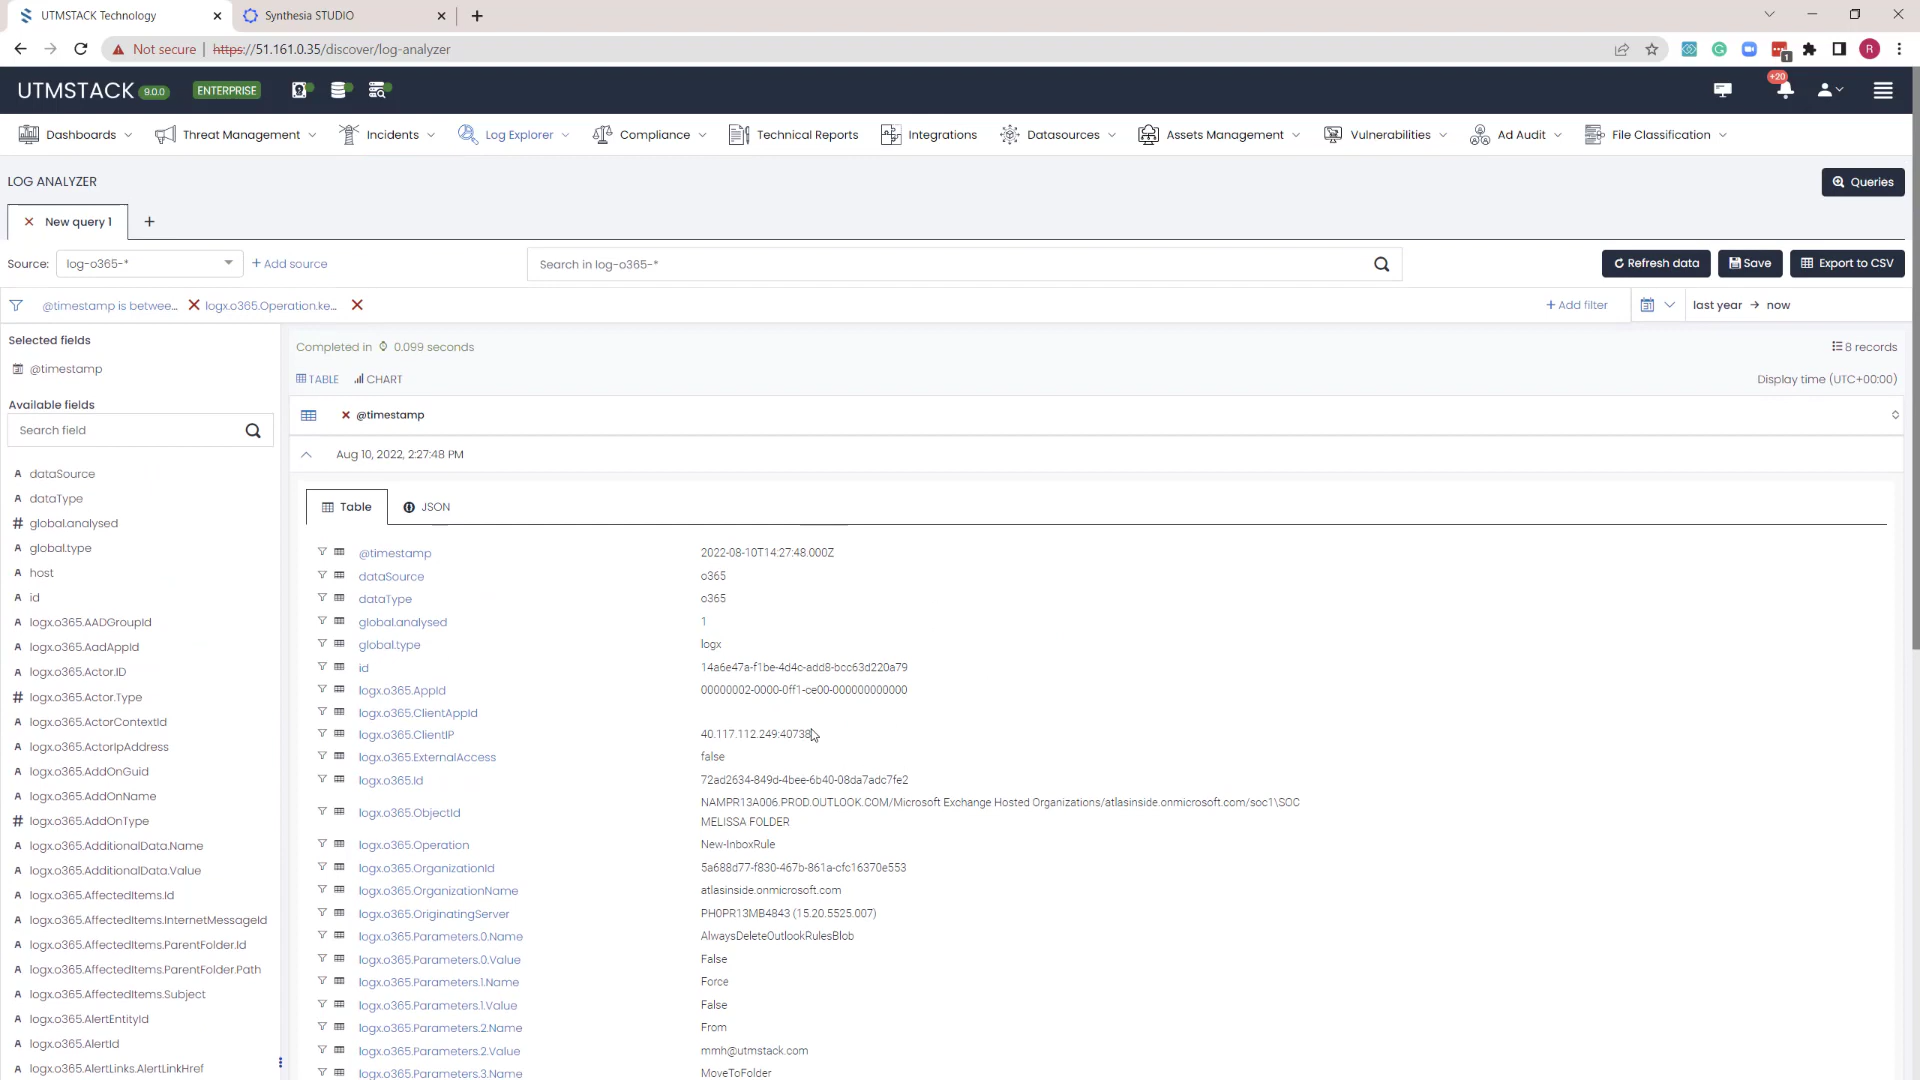 UTMSTACK Technology
Synthesia STUDIO
Not secure | https://51.161.0.35/discover/log-analyzer
1
R
UTMSTACK 9.0.0 ENTERPRISE
+20
Dashboards Threat Management Incidents Log Explorer Compliance Technical Reports Integrations Datasources Assets Management Vulnerabilities Ad Audit File Classification
LOG ANALYZER
Queries
New query 1
+
Source: log-o365-* + Add source Search in log-o365-* Refresh data Save Export to CSV
@timestamp is betwee... logx.o365.Operation.ke... + Add filter last year → now
Selected fields
@timestamp
Available fields
Search field
A dataSource
A dataType
# global.analysed
A global.type
A host
A id
A logx.o365.AADGroupId
A logx.o365.AadAppId
A logx.o365.Actor.ID
# logx.o365.Actor.Type
A logx.o365.ActorContextId
A logx.o365.ActorIpAddress
A logx.o365.AddOnGuid
A logx.o365.AddOnName
# logx.o365.AddOnType
A logx.o365.AdditionalData.Name
A logx.o365.AdditionalData.Value
A logx.o365.AffectedItems.Id
A logx.o365.AffectedItems.InternetMessageId
A logx.o365.AffectedItems.ParentFolder.Id
A logx.o365.AffectedItems.ParentFolder.Path
A logx.o365.AffectedItems.Subject
A logx.o365.AlertEntityId
A logx.o365.AlertId
A logx.o365.AlertLinks.AlertLinkHref
Completed in 0.099 seconds
8 records
TABLE CHART
Display time (UTC+00:00)
@timestamp
Aug 10, 2022, 2:27:48 PM
Table JSON
@timestamp 2022-08-10T14:27:48.000Z
dataSource o365
dataType o365
global.analysed 1
global.type logx
id 14a6e47a-f1be-4d4c-add8-bcc63d220a79
logx.o365.AppId 00000002-0000-0ff1-ce00-000000000000
logx.o365.ClientAppId
logx.o365.ClientIP 40.117.112.249:40738
logx.o365.ExternalAccess false
logx.o365.Id 72ad2634-849d-4bee-6b40-08da7adc7fe2
logx.o365.ObjectId NAMPR13A006.PROD.OUTLOOK.COM/Microsoft Exchange Hosted Organizations/atlasinside.onmicrosoft.com/soc1\SOC
MELISSA FOLDER
logx.o365.Operation New-InboxRule
logx.o365.OrganizationId 5a688d77-f830-467b-861a-cfc16370e553
logx.o365.OrganizationName atlasinside.onmicrosoft.com
logx.o365.OriginatingServer PH0PR13MB4843 (15.20.5525.007)
logx.o365.Parameters.0.Name AlwaysDeleteOutlookRulesBlob
logx.o365.Parameters.0.Value False
logx.o365.Parameters.1.Name Force
logx.o365.Parameters.1.Value False
logx.o365.Parameters.2.Name From
logx.o365.Parameters.2.Value mmh@utmstack.com
logx.o365.Parameters.3.Name MoveToFolder